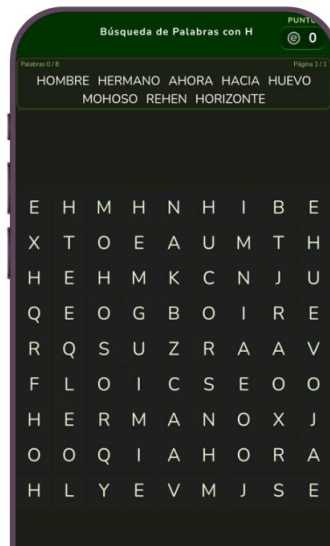 Búsqueda de Palabras con H
PUNTO
0
Palabras 0 / 8
Página 1 / 1
HOMBRE HERMANO AHORA HACIA HUEVO
MOHOSO REHEN HORIZONTE
E H M H N H I B E
X T O E A U M T H
H E H M K C N J U
Q E O G B O I R E
R Q S U Z R A A V
F L O I C S E O O
H E R M A N O X J
O O Q I A H O R A
H L Y E V M J S E